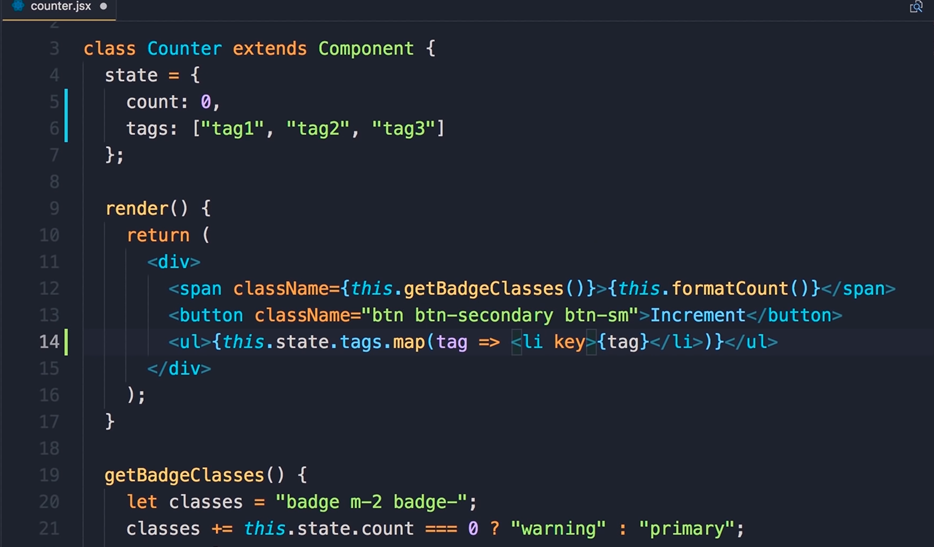 counter.jsx
2
3 class Counter extends Component {
4 state = {
5 count: 0,
6 tags: ["tag1", "tag2", "tag3"]
7 };
8
9 render() {
10 return (
11 <div>
12 <span className={this.getBadgeClasses()}>{this.formatCount()}</span>
13 <button className="btn btn-secondary btn-sm">Increment</button>
14 <ul>{this.state.tags.map(tag => <li key>{tag}</li>)}</ul>
15 </div>
16 );
17 }
18
19 getBadgeClasses() {
20 let classes = "badge m-2 badge-";
21 classes += this.state.count === 0 ? "warning" : "primary";